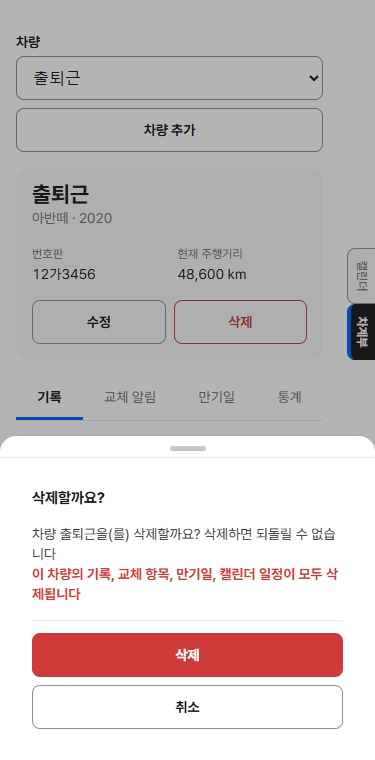 차량
출퇴근
차량 추가
출퇴근
아반떼 · 2020
번호판
현재 주행거리
12가3456
48,600 km
수정
삭제
캘린더
차계부
기록
교체 알림
만기일
통계
삭제할까요?
차량 출퇴근을(를) 삭제할까요? 삭제하면 되돌릴 수 없습
니다
이 차량의 기록, 교체 항목, 만기일, 캘린더 일정이 모두 삭
제됩니다
삭제
취소